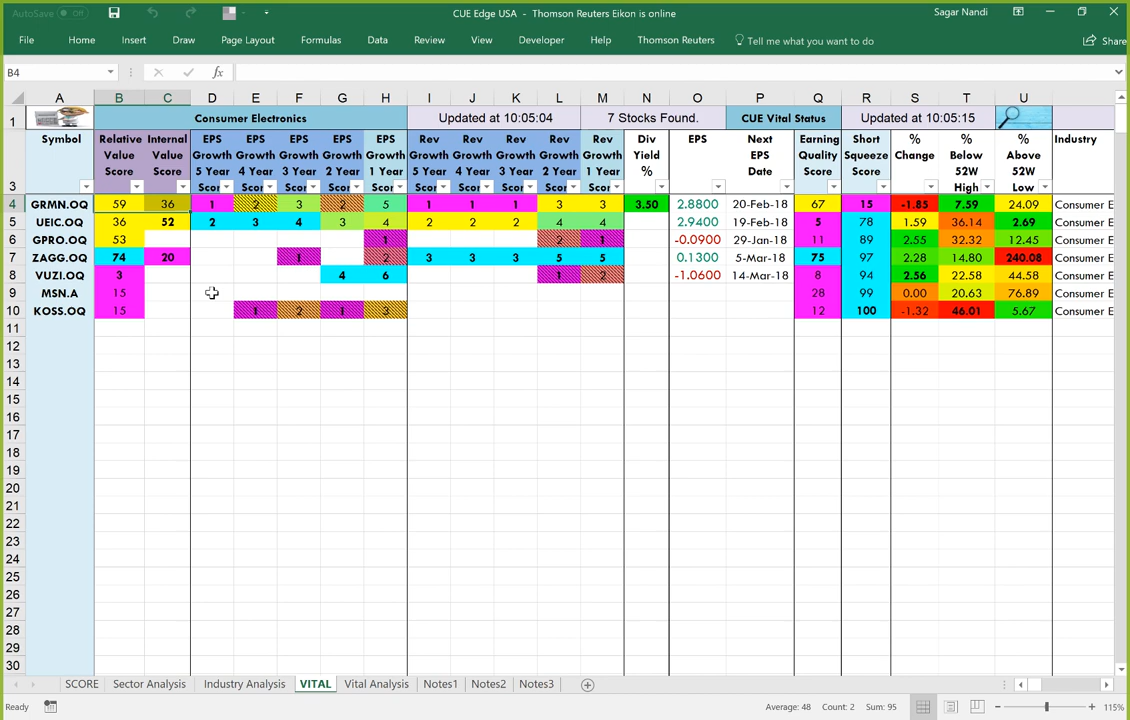 AutoSave Off CUE Edge USA - Thomson Reuters Eikon is online Sagar Nandi
File Home Insert Draw Page Layout Formulas Data Review View Developer Help Thomson Reuters Tell me what you want to do Share
B4 fx
A B C D E F G H I J K L M N O P Q R S T U
1 Consumer Electronics Updated at 10:05:04 7 Stocks Found. CUE Vital Status Updated at 10:05:15
Symbol Relative Internal EPS EPS EPS EPS EPS Rev Rev Rev Rev Rev Div EPS Next Earning Short % % % Industry
Value Value Growth Growth Growth Growth Growth Growth Growth Growth Growth Growth Yield EPS Quality Squeeze Change Below Above
Score Score 5 Year 4 Year 3 Year 2 Year 1 Year 5 Year 4 Year 3 Year 2 Year 1 Year % Date Score Score 52W 52W
3 Scor Scor Scor Scor Scor Scor Scor Scor Scor Scor High Low
4 GRMN.OQ 59 36 1 2 3 2 5 1 1 1 3 3 3.50 2.8800 20-Feb-18 67 15 -1.85 7.59 24.09 Consumer E
5 UEIC.OQ 36 52 2 3 4 3 4 2 2 2 4 4 2.9400 19-Feb-18 5 78 1.59 36.14 2.69 Consumer E
6 GPRO.OQ 53 1 2 1 -0.0900 29-Jan-18 11 89 2.55 32.32 12.45 Consumer E
7 ZAGG.OQ 74 20 1 2 3 3 3 5 5 0.1300 5-Mar-18 75 97 2.28 14.80 240.08 Consumer E
8 VUZI.OQ 3 4 6 1 2 -1.0600 14-Mar-18 8 94 2.56 22.58 44.58 Consumer E
9 MSN.A 15 28 99 0.00 20.63 76.89 Consumer E
10 KOSS.OQ 15 1 2 1 3 12 100 -1.32 46.01 5.67 Consumer E
11
12
13
14
15
16
17
18
19
20
21
22
23
24
25
26
27
28
29
30
SCORE Sector Analysis Industry Analysis VITAL Vital Analysis Notes1 Notes2 Notes3
Ready Average: 48 Count: 2 Sum: 95 115%